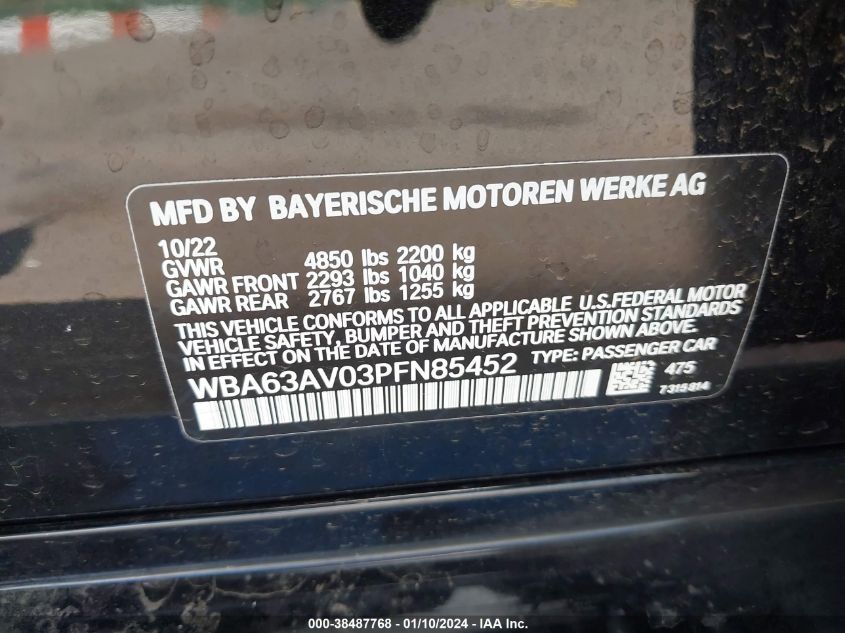 MFD BY BAYERISCHE MOTOREN WERKE AG
10/22
GVWR 4850 lbs 2200 kg
GAWR FRONT 2293 lbs 1040 kg
GAWR REAR 2767 lbs 1255 kg
THIS VEHICLE CONFORMS TO ALL APPLICABLE U.S.FEDERAL MOTOR
VEHICLE SAFETY, BUMPER AND THEFT PREVENTION STANDARDS
IN EFFECT ON THE DATE OF MANUFACTURE SHOWN ABOVE.
WBA63AV03PFN85452 TYPE: PASSENGER CAR
475
7315814
000-38487768 - 01/10/2024 - IAA Inc.